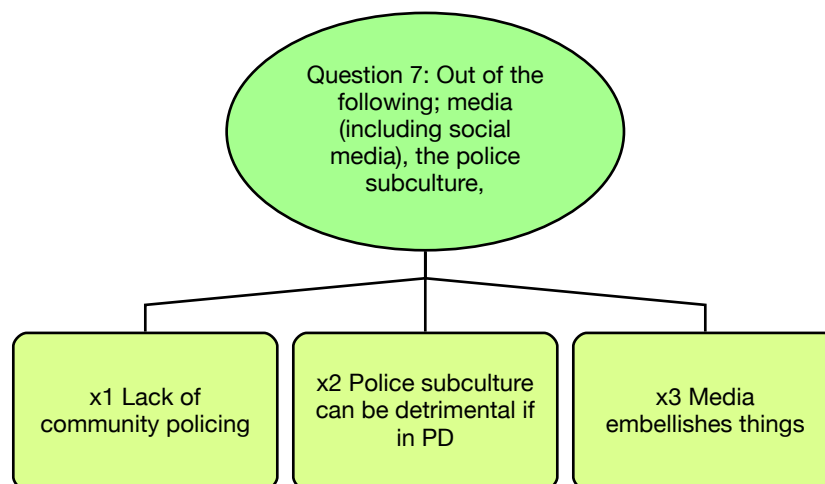 Question 7: Out of the
following; media
(including social
media), the police
subculture,
x1 Lack of
community policing
x2 Police subculture
can be detrimental if
in PD
x3 Media
embellishes things